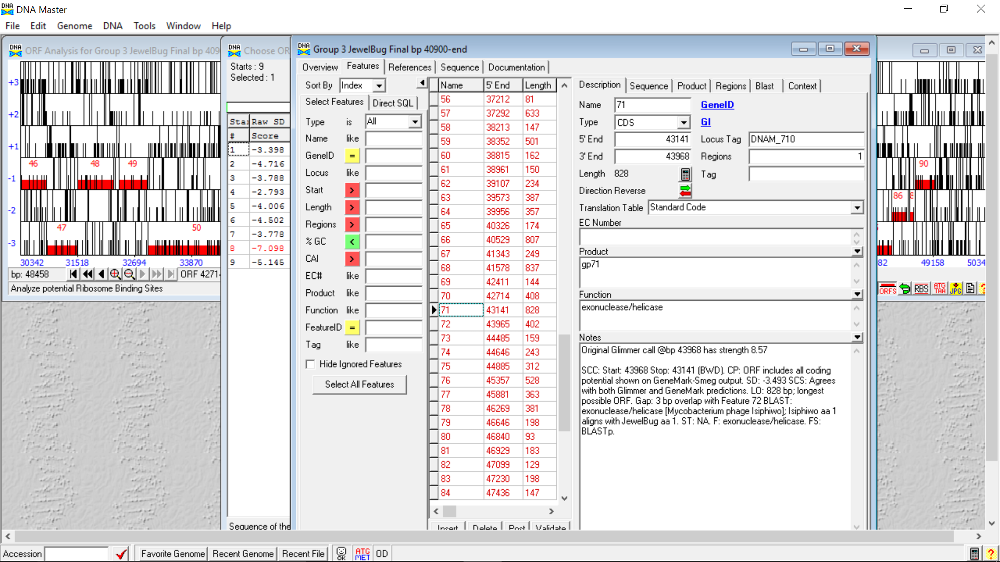 DNA Master
File Edit Genome DNA Tools Window Help
ORF Analysis for Group 3 JewelBug Final bp 409
+3
+2
+1
46 48 49
-1
-2
47 50
-3
30342 31518 32694 33870
bp: 48458 ORF 4271
Analyze potential Ribosome Binding Sites
Choose OR
Starts : 9
Selected : 1
Star Raw SD
# Score
1 -3.398
2 -4.716
3 -3.788
4 -2.793
5 -4.006
6 -4.502
7 -3.778
8 -7.098
9 -5.145
Sequence of the
Group 3 JewelBug Final bp 40900-end
Overview Features References Sequence Documentation
Sort By Index
Select Features Direct SQL
Type is All
Name like
GeneID =
Locus like
Start >
Length >
Regions >
% GC <
CAI >
EC# like
Product like
Function like
FeatureID =
Tag like
Hide Ignored Features
Select All Features
Name 5' End Length
56 37212 81
57 37292 633
58 38213 147
59 38352 501
60 38815 162
61 38961 150
62 39107 234
63 39573 387
64 39956 357
65 40326 174
66 40529 807
67 41343 249
68 41578 837
69 42411 144
70 42714 408
71 43141 828
72 43965 402
73 44485 159
74 44646 243
75 44885 312
76 45357 528
77 45881 363
78 46269 381
79 46646 198
80 46840 93
81 46929 183
82 47099 129
83 47230 198
84 47436 147
Insert Delete Post Validate
Description Sequence Product Regions Blast Context
Name 71 GeneID
Type CDS GI
5' End 43141 Locus Tag DNAM_710
3' End 43968 Regions 1
Length 828 Tag
Direction Reverse
Translation Table Standard Code
EC Number
Product
gp71
Function
exonuclease/helicase
Notes
Original Glimmer call @bp 43968 has strength 8.57
SCC: Start: 43968 Stop: 43141 (BWD). CP: ORF includes all coding
potential shown on GeneMark-Smeg output. SD: -3.493 SCS: Agrees
with both Glimmer and GeneMark predictions. LO: 828 bp; longest
possible ORF. Gap: 3 bp overlap with Feature 72 BLAST:
exonuclease/helicase [Mycobacterium phage Isiphiwo]; Isiphiwo aa 1
aligns with JewelBug aa 1. ST: NA. F: exonuclease/helicase. FS:
BLASTp.
90
86 8
82 49158 5034
ORFS RBS ATG TAA JPG ?
Accession Favorite Genome Recent Genome Recent File OK ATG MET OD ?